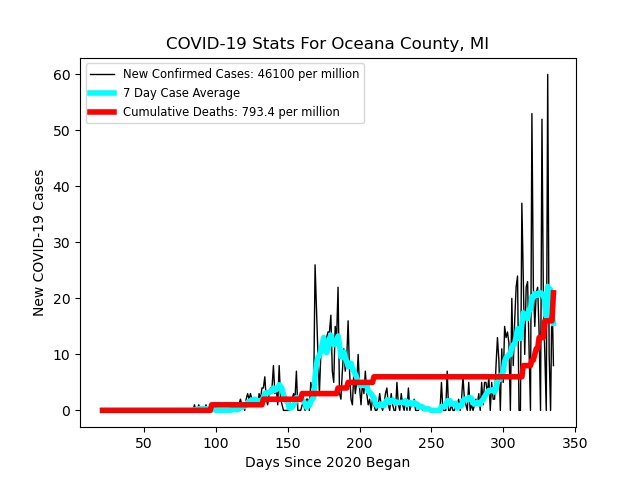 COVID-19 Stats For Oceana County, MI
New Confirmed Cases: 46100 per million
7 Day Case Average
Cumulative Deaths: 793.4 per million
New COVID-19 Cases
60
50
40
30
20
10
0
50 100 150 200 250 300 350
Days Since 2020 Began